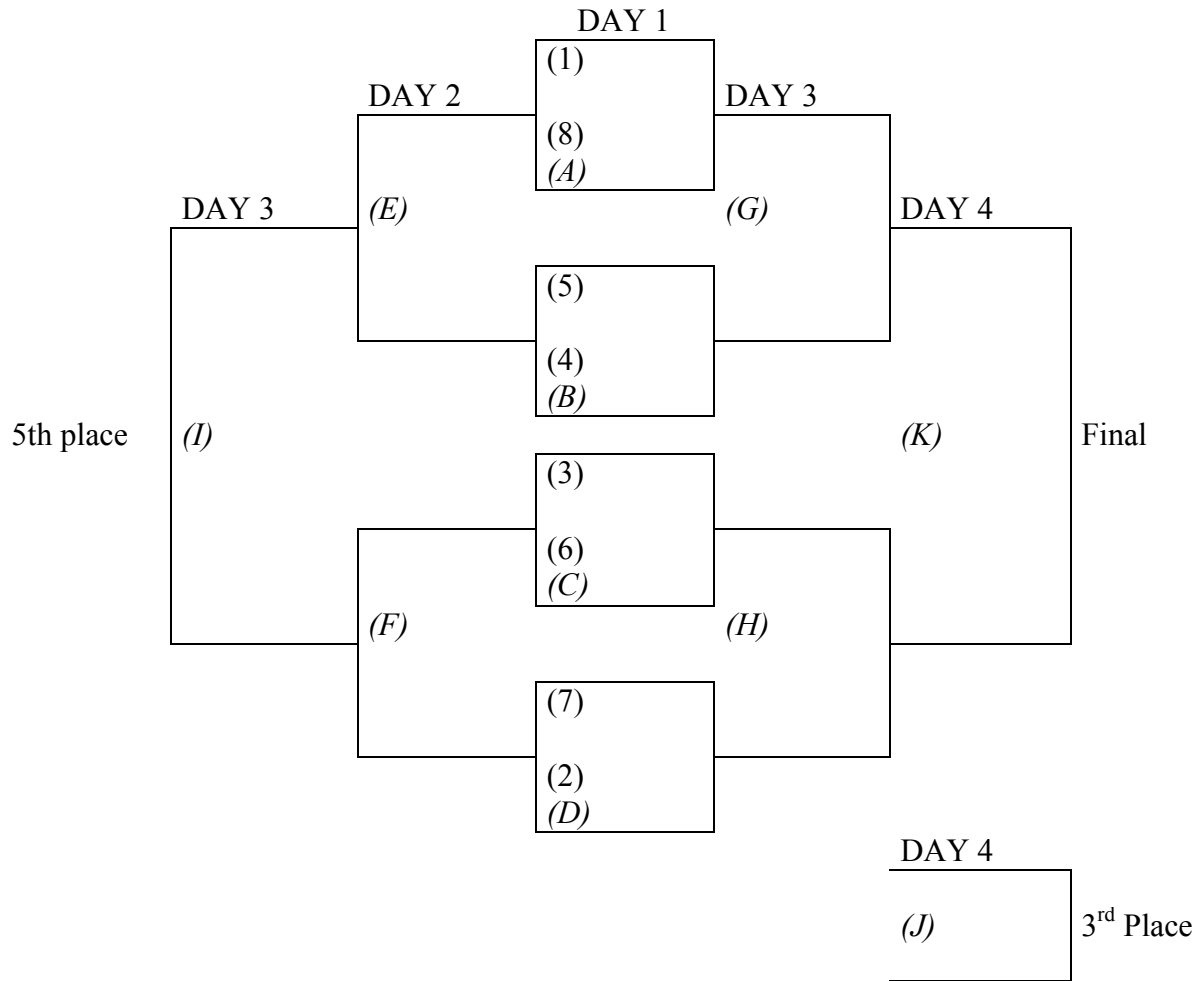 DAY 1
(1)
DAY 2
DAY 3
(8)
(A)
DAY 3
(E)
(G)
DAY 4
(5)
(4)
(B)
5th place
(I)
(K)
Final
(3)
(6)
(C)
(F)
(H)
(7)
(2)
(D)
DAY 4
(J)
3rd Place